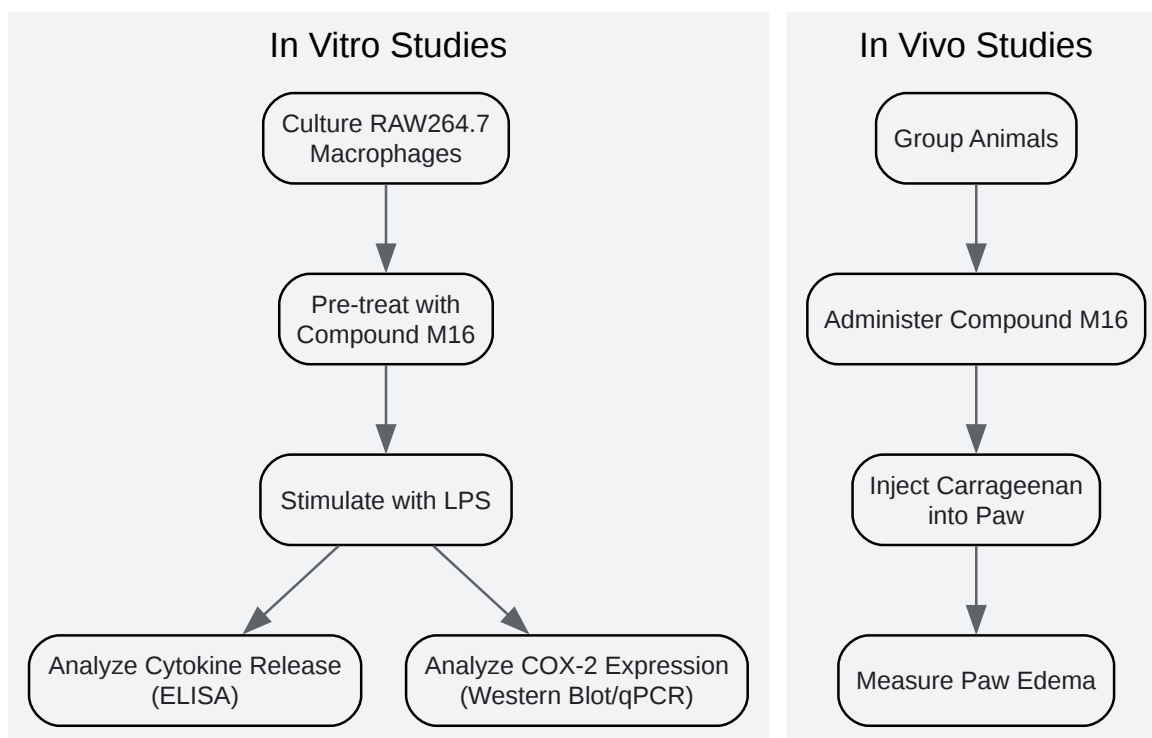 In Vitro Studies
Culture RAW264.7
Macrophages
Pre-treat with
Compound M16
Stimulate with LPS
Analyze Cytokine Release
(ELISA)
Analyze COX-2 Expression
(Western Blot/qPCR)
In Vivo Studies
Group Animals
Administer Compound M16
Inject Carrageenan
into Paw
Measure Paw Edema